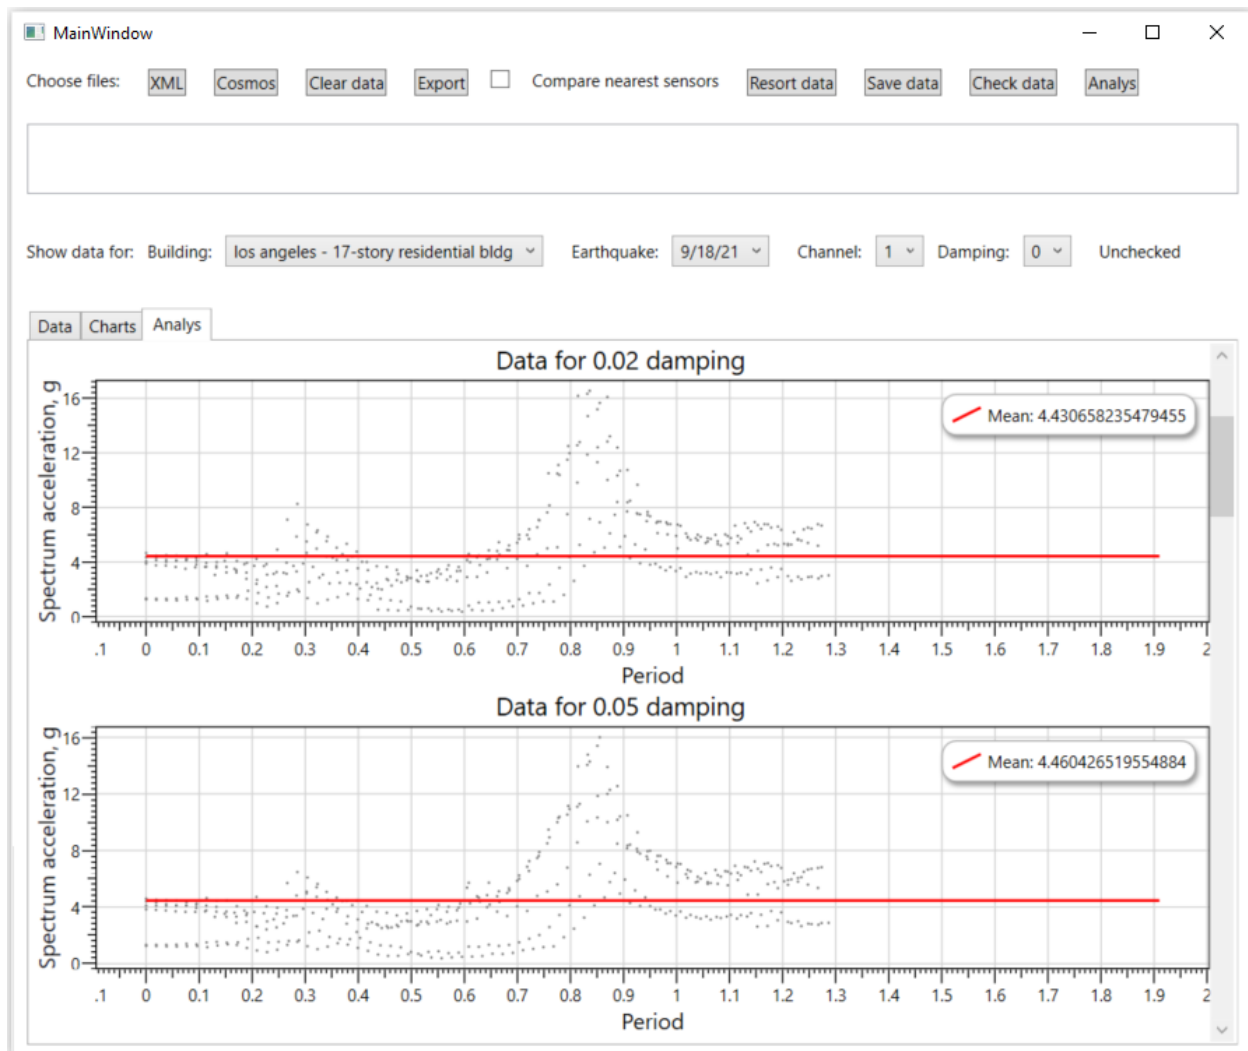 MainWindow
Choose files: XML Cosmos Clear data Export Compare nearest sensors Resort data Save data Check data Analys
Show data for: Building: los angeles - 17-story residential bldg Earthquake: 9/18/21 Channel: 1 Damping: 0 Unchecked
Data Charts Analys
Data for 0.02 damping
Spectrum acceleration, g
16
12
8
4
0
Mean: 4.430658235479455
.1 0 0.1 0.2 0.3 0.4 0.5 0.6 0.7 0.8 0.9 1 1.1 1.2 1.3 1.4 1.5 1.6 1.7 1.8 1.9 2
Period
Data for 0.05 damping
Spectrum acceleration, g
16
12
8
4
0
Mean: 4.460426519554884
.1 0 0.1 0.2 0.3 0.4 0.5 0.6 0.7 0.8 0.9 1 1.1 1.2 1.3 1.4 1.5 1.6 1.7 1.8 1.9 2
Period